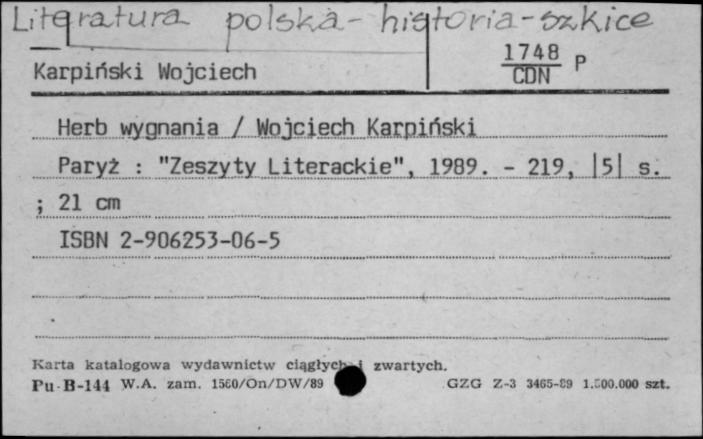 Literatura polska - historia - szkice
Karpiński Wojciech
1748
CDN P
Herb wygnania / Wojciech Karpiński
Paryż : "Zeszyty Literackie", 1989. - 219, |5| s.
; 21 cm
ISBN 2-906253-06-5
Karta katalogowa wydawnictw ciągłych i zwartych.
Pu-B-144 W.A. zam. 1560/On/DW/89 GZG Z-3 3465-89 1.500.000 szt.